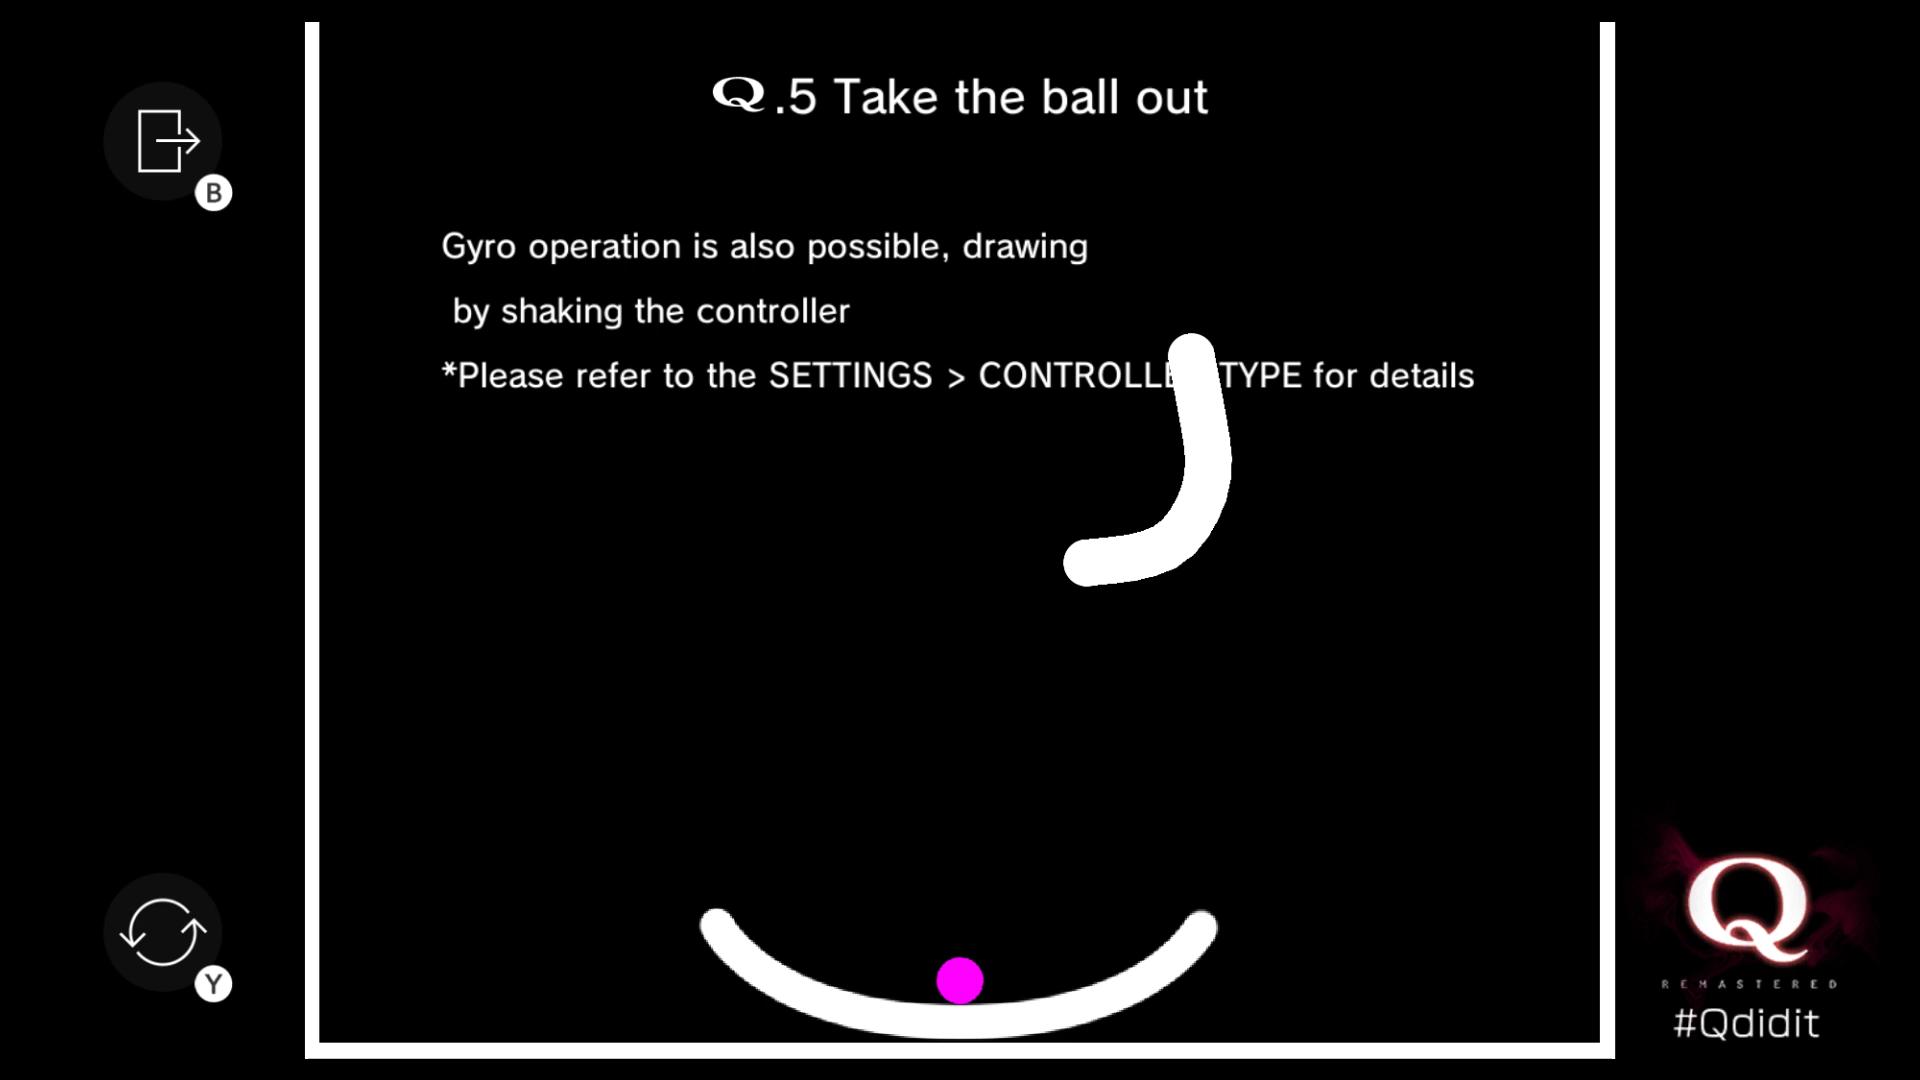 Q.5 Take the ball out
B
Gyro operation is also possible, drawing
by shaking the controller
*Please refer to the SETTINGS > CONTROLLE TYPE for details
Y
Q
REMASTERED
#Qdidit